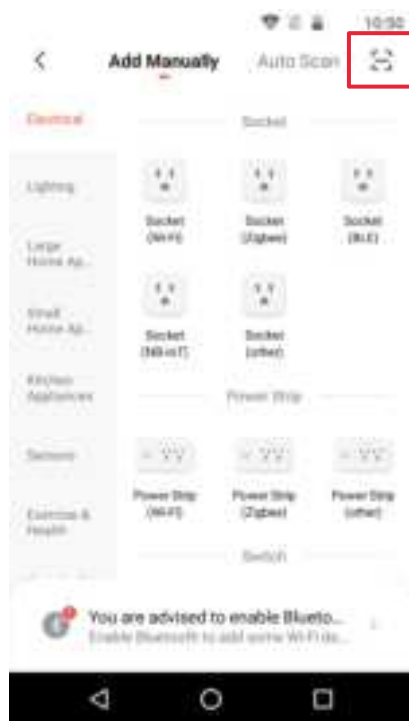 10:50
Add Manually
Auto Scan
Electrical
Socket
Lighting
Socket
(Wi-Fi)
Socket
(Zigbee)
Socket
(BLE)
Large
Home Ap...
Small
Home Ap...
Socket
(NB-IoT)
Socket
(other)
Kitchen
Appliances
Power Strip
Sensors
Power Strip
(Wi-Fi)
Power Strip
(Zigbee)
Power Strip
(other)
Exercise &
Health
Switch
You are advised to enable Blueto...
Enable Bluetooth to add some Wi-Fi de...